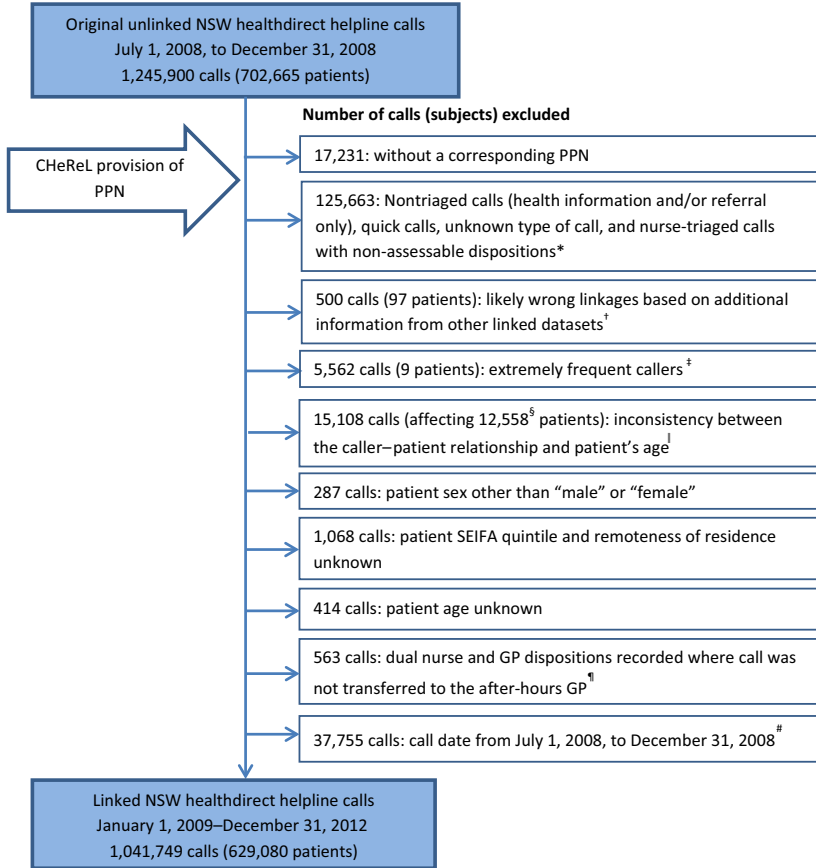 Original unlinked NSW healthdirect helpline calls
July 1, 2008, to December 31, 2008
1,245,900 calls (702,665 patients)
Number of calls (subjects) excluded
CHeReL provision of
PPN
17,231: without a corresponding PPN
125,663: Nontriaged calls (health information and/or referral
only), quick calls, unknown type of call, and nurse-triaged calls
with non-assessable dispositions*
500 calls (97 patients): likely wrong linkages based on additional
information from other linked datasets†
5,562 calls (9 patients): extremely frequent callers ‡
15,108 calls (affecting 12,558§ patients): inconsistency between
the caller–patient relationship and patient’s age‖
287 calls: patient sex other than “male” or “female”
1,068 calls: patient SEIFA quintile and remoteness of residence
unknown
414 calls: patient age unknown
563 calls: dual nurse and GP dispositions recorded where call was
not transferred to the after-hours GP¶
37,755 calls: call date from July 1, 2008, to December 31, 2008#
Linked NSW healthdirect helpline calls
January 1, 2009–December 31, 2012
1,041,749 calls (629,080 patients)